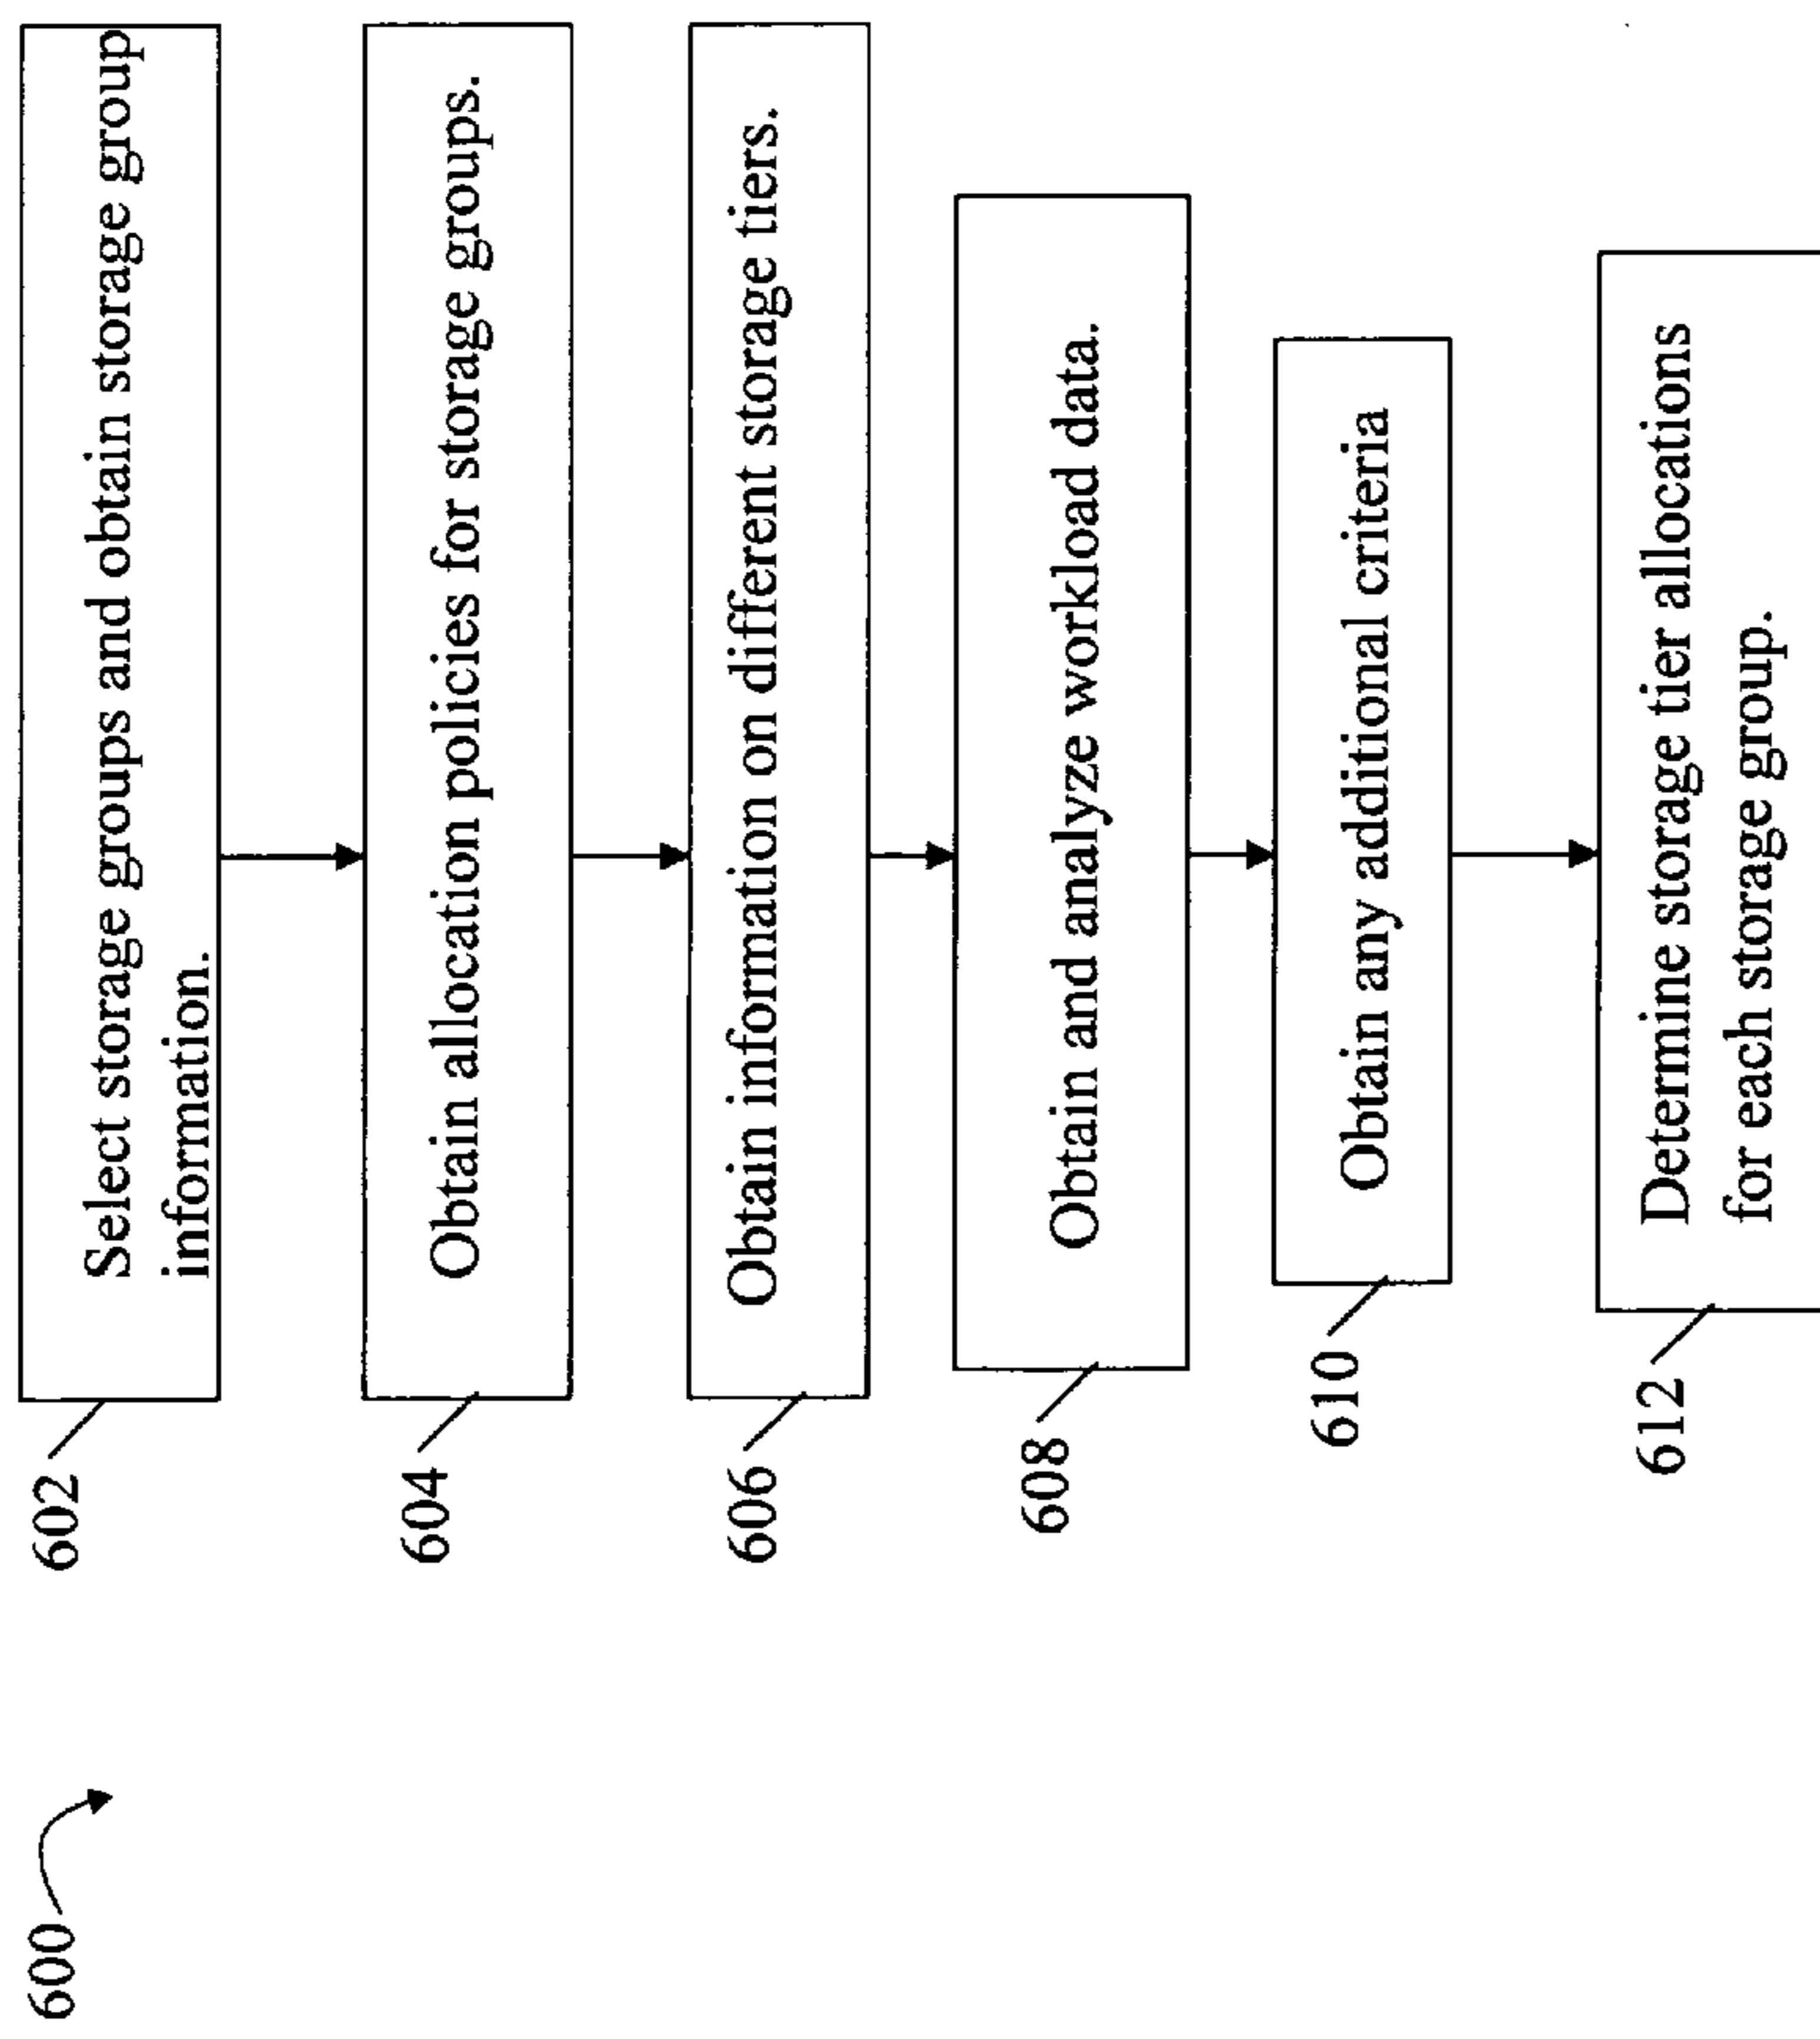 600
602
Select storage groups and obtain storage group
information.
604
Obtain allocation policies for storage groups.
606
Obtain information on different storage tiers.
608
Obtain and analyze workload data.
610
Obtain any additional criteria
612
Determine storage tier allocations
for each storage group.